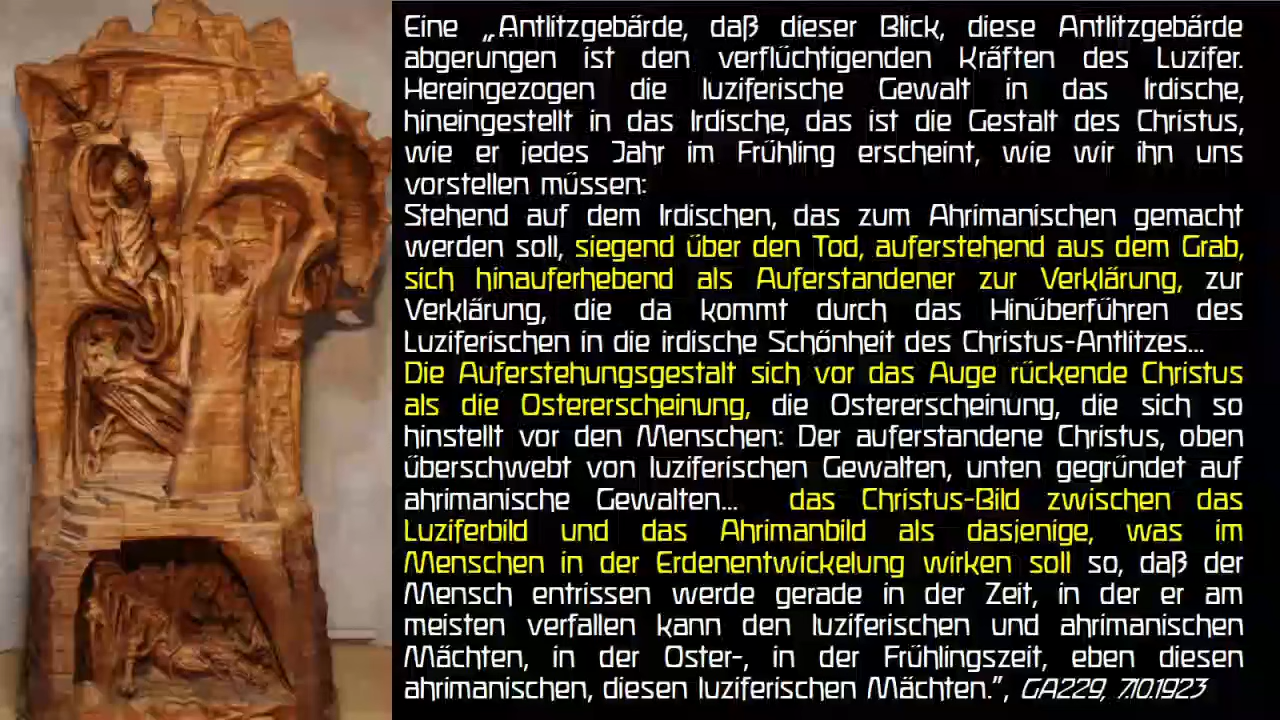 Eine „Antlitzgebärde, daß dieser Blick, diese Antlitzgebärde
abgerungen ist den verflüchtigenden Kräften des Luzifer.
Hereingezogen die luziferische Gewalt in das Irdische,
hineingestellt in das Irdische, das ist die Gestalt des Christus,
wie er jedes Jahr im Frühling erscheint, wie wir ihn uns
vorstellen müssen:
Stehend auf dem Irdischen, das zum Ahrimanischen gemacht
werden soll, siegend über den Tod, auferstehend aus dem Grab,
sich hinauferhebend als Auferstandener zur Verklärung, zur
Verklärung, die da kommt durch das Hinüberführen des
Luziferischen in die irdische Schönheit des Christus-Antlitzes...
Die Auferstehungsgestalt sich vor das Auge rückende Christus
als die Ostererscheinung, die Ostererscheinung, die sich so
hinstellt vor den Menschen: Der auferstandene Christus, oben
überschwebt von luziferischen Gewalten, unten gegründet auf
ahrimanische Gewalten... das Christus-Bild zwischen das
Luziferbild und das Ahrimanbild als dasjenige, was im
Menschen in der Erdenentwickelung wirken soll so, daß der
Mensch entrissen werde gerade in der Zeit, in der er am
meisten verfallen kann den luziferischen und ahrimanischen
Mächten, in der Oster-, in der Frühlingszeit, eben diesen
ahrimanischen, diesen luziferischen Mächten.", GA229, 7.10.1923